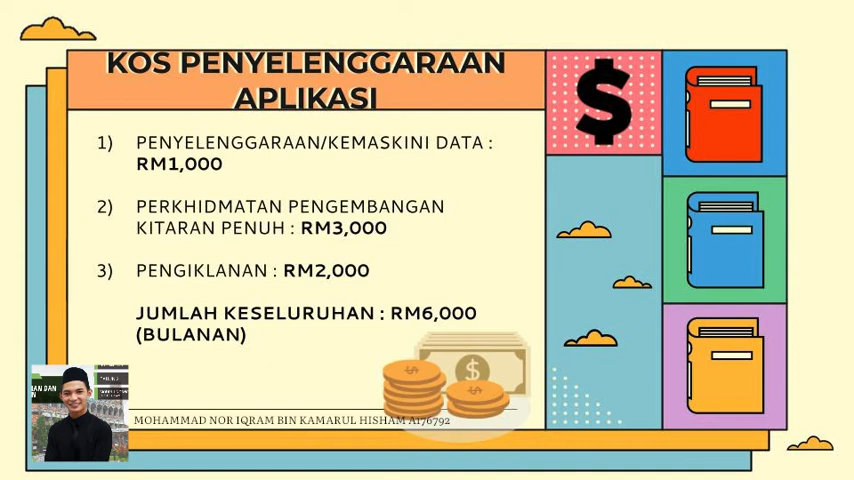 KOS PENYELENGGARAAN
APLIKASI
1) PENYELENGGARAAN/KEMASKINI DATA :
RM1,000
2) PERKHIDMATAN PENGEMBANGAN
KITARAN PENUH : RM3,000
3) PENGIKLANAN : RM2,000
JUMLAH KESELURUHAN : RM6,000
(BULANAN)
MOHAMMAD NOR IQRAM BIN KAMARUL HISHAM A176792